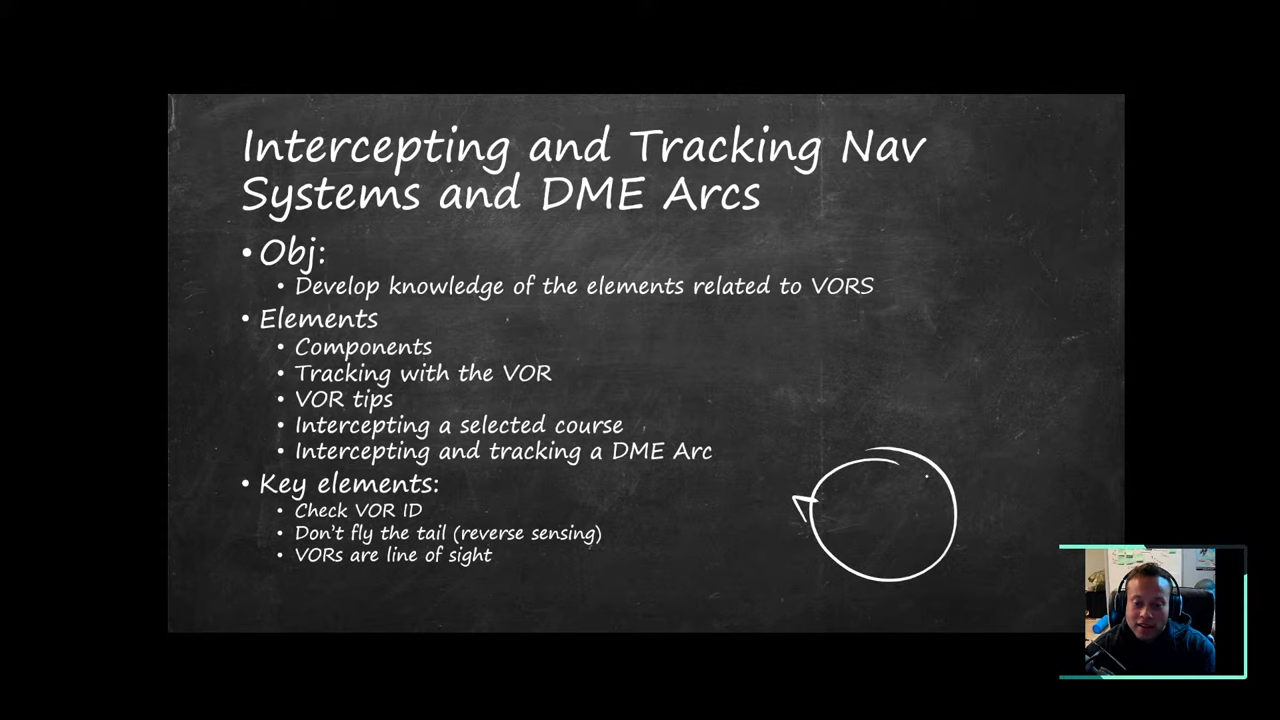 Intercepting and Tracking Nav
Systems and DME Arcs
• Obj:
• Develop knowledge of the elements related to VORS
• Elements
• Components
• Tracking with the VOR
• VOR tips
• Intercepting a selected course
• Intercepting and tracking a DME Arc
• Key elements:
• Check VOR ID
• Don't fly the tail (reverse sensing)
• VORs are line of sight